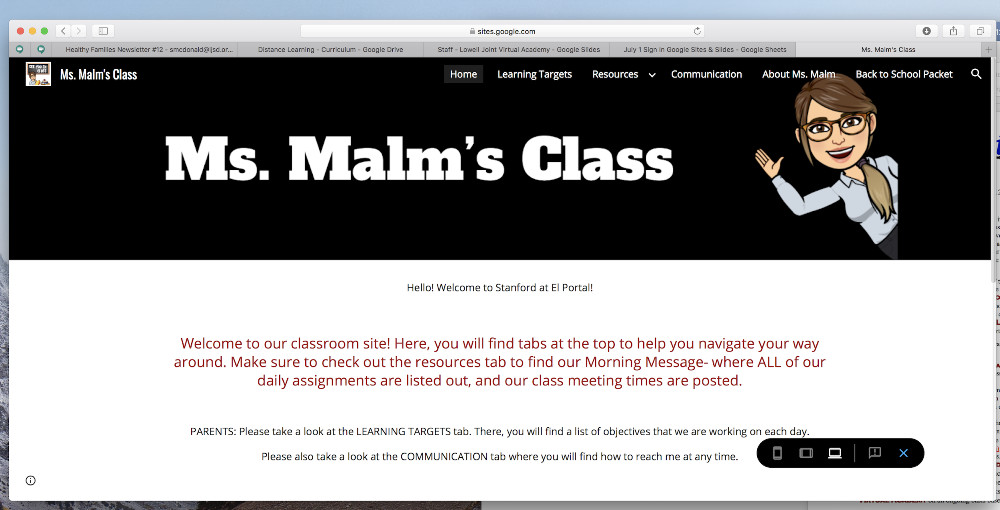 sites.google.com
Healthy Families Newsletter #12 - smcdonald@ljsd.or...
Distance Learning - Curriculum - Google Drive
Staff - Lowell Joint Virtual Academy - Google Slides
July 1 Sign In Google Sites & Slides - Google Sheets
Ms. Malm's Class
SEE YOU IN
CLASS
Ms. Malm's Class
Home
Learning Targets
Resources
Communication
About Ms. Malm
Back to School Packet
Ms. Malm’s Class
Hello! Welcome to Stanford at El Portal!
Welcome to our classroom site! Here, you will find tabs at the top to help you navigate your way
around. Make sure to check out the resources tab to find our Morning Message- where ALL of our
daily assignments are listed out, and our class meeting times are posted.
PARENTS: Please take a look at the LEARNING TARGETS tab. There, you will find a list of objectives that we are working on each day.
Please also take a look at the COMMUNICATION tab where you will find how to reach me at any time.